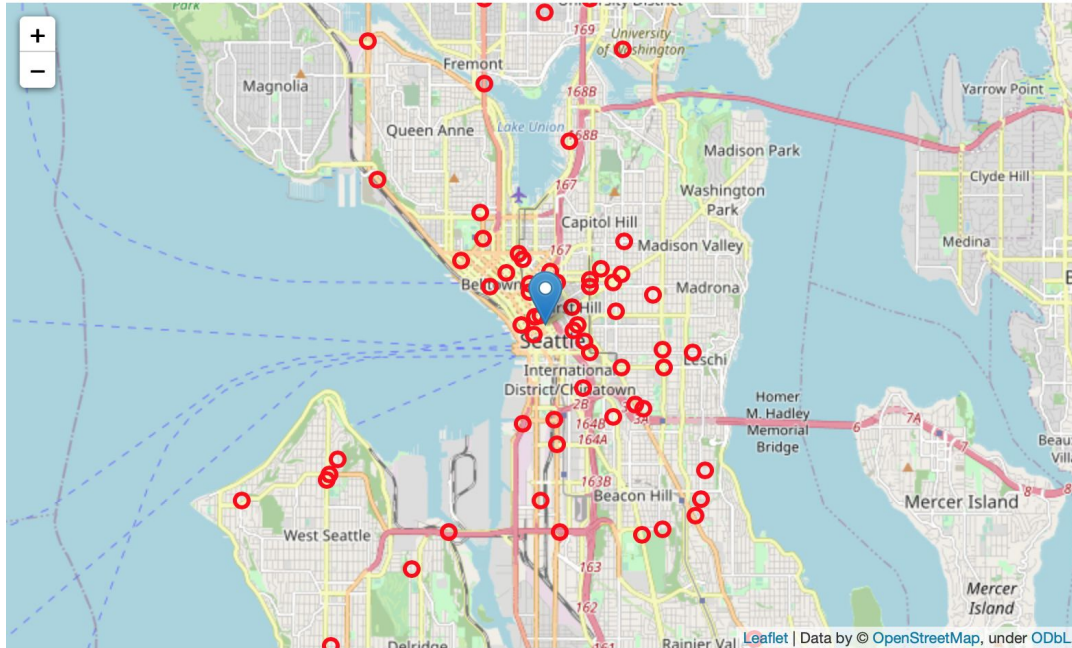 Park
University District
169
+
University
of Washington
Fremont
−
Magnolia
168B
Yarrow Point
Queen Anne
Lake Union
68B
Madison Park
Clyde Hill
167
Washington
Park
Capitol Hill
Medina
167
Madison Valley
Madrona
Seattle
Leschi
International
District/Chinatown
2B
3A
164B
164A
Homer
M. Hadley
Memorial
Bridge
6
7A
7
8
8
163B
Beacon Hill
Mercer Island
West Seattle
163
162
161
Mercer
Island
Delridge
Rainier Val
Leaflet | Data by © OpenStreetMap, under ODbL